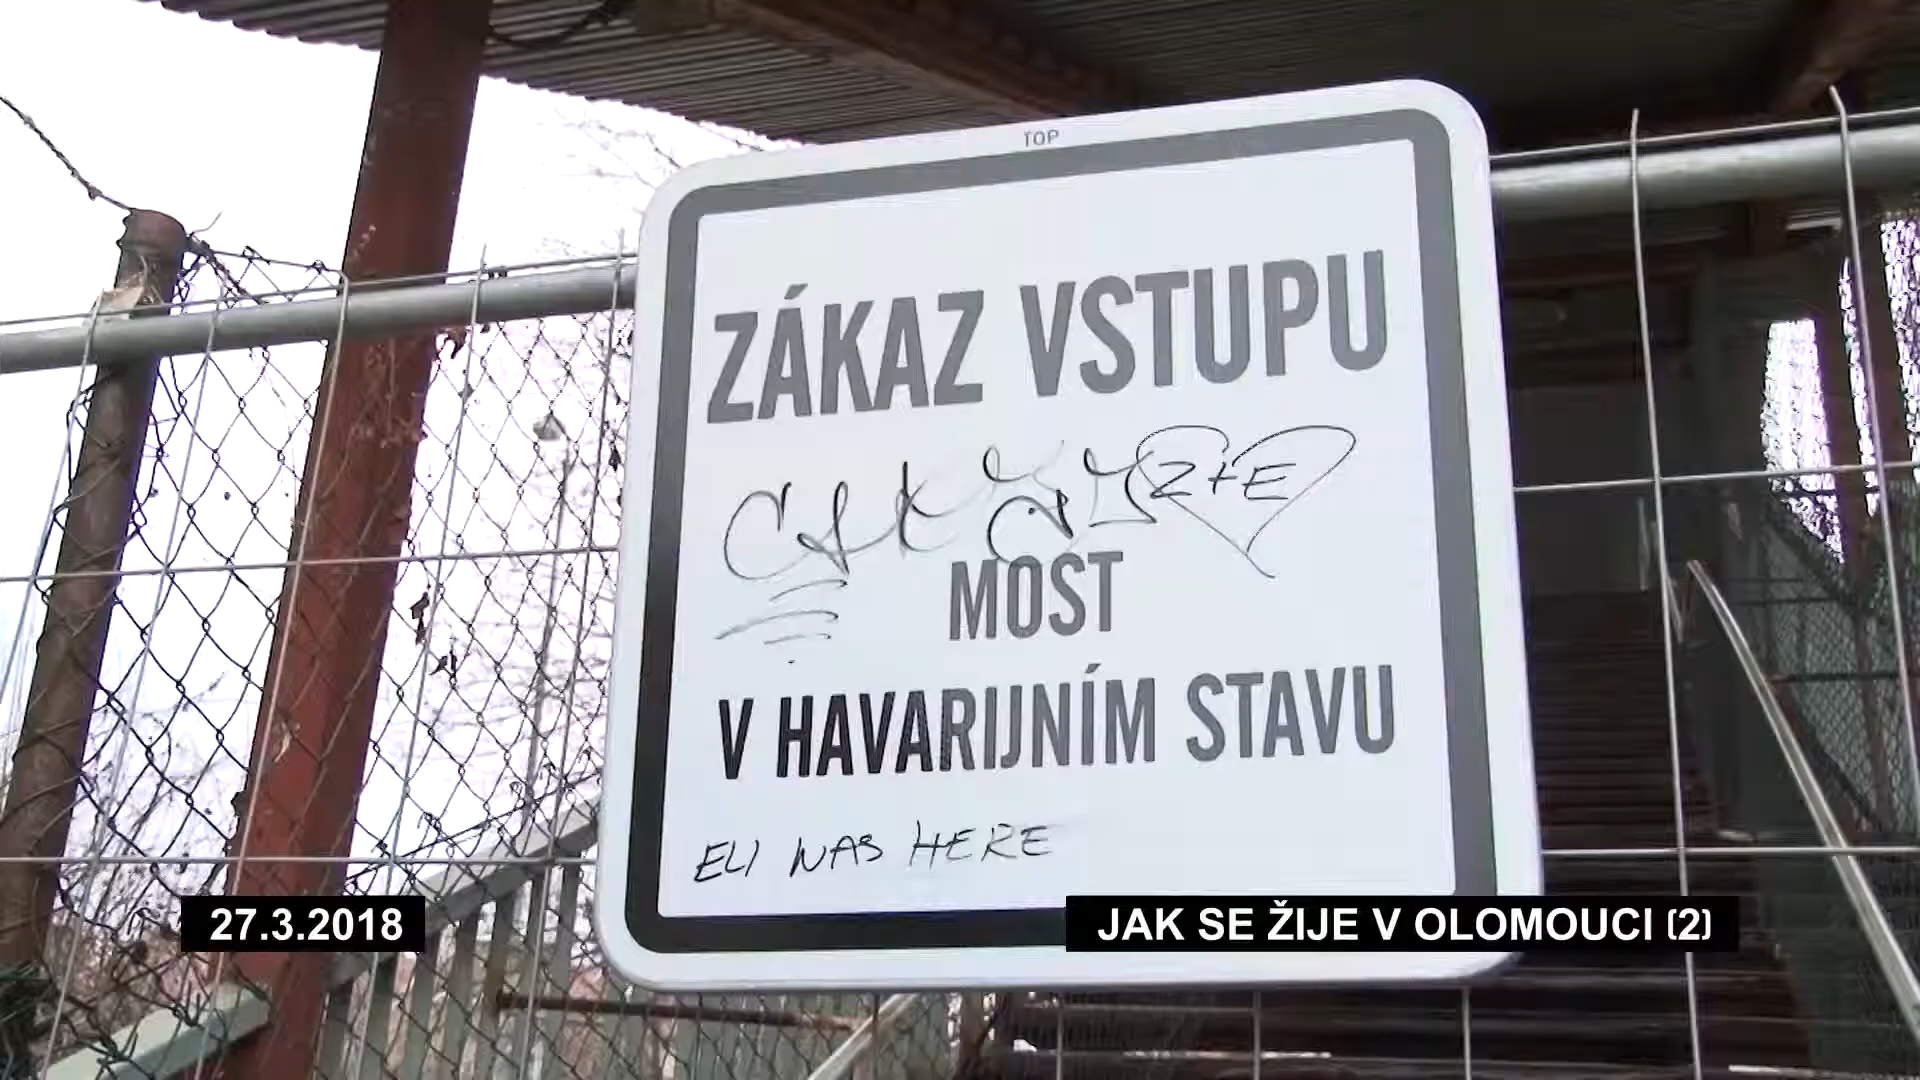 TOP
ZÁKAZ VSTUPU
Z+E
MOST
V HAVARIJNÍM STAVU
ELI WAS HERE
27.3.2018
JAK SE ŽIJE V OLOMOUCI (2)